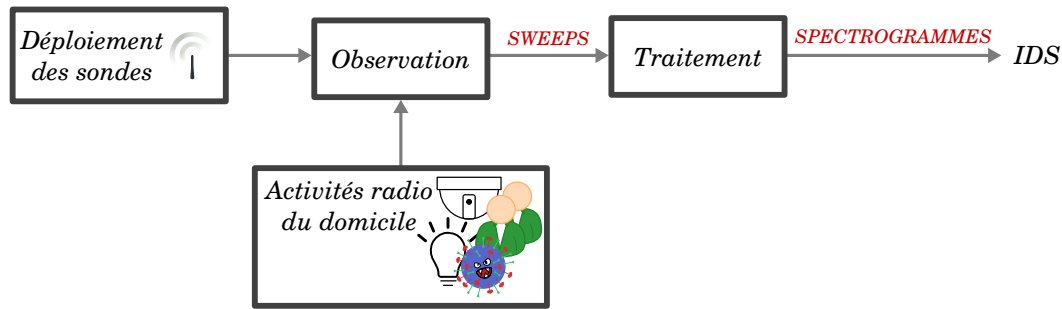 Déploiement
des sondes
Observation
SWEEPS
Traitement
SPECTROGRAMMES
IDS
Activités radio
du domicile